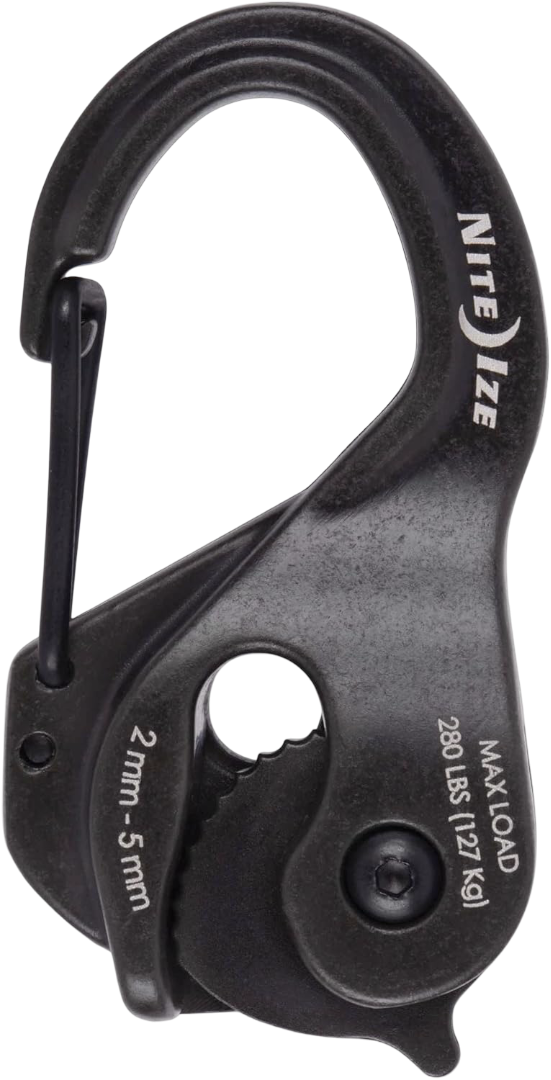 NITE IZE
MAX LOAD
280 LBS (127 Kg)
2 mm - 5 mm